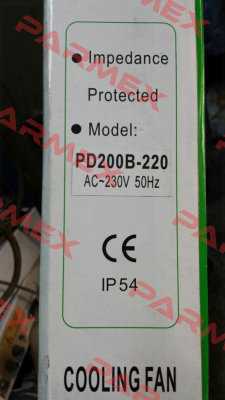 ● Impedance
Protected
● Model:
PD200B-220
AC~230V 50Hz
CE
IP54
COOLING FAN
PARMEX
PARMEX
PARMEX
PARMEX